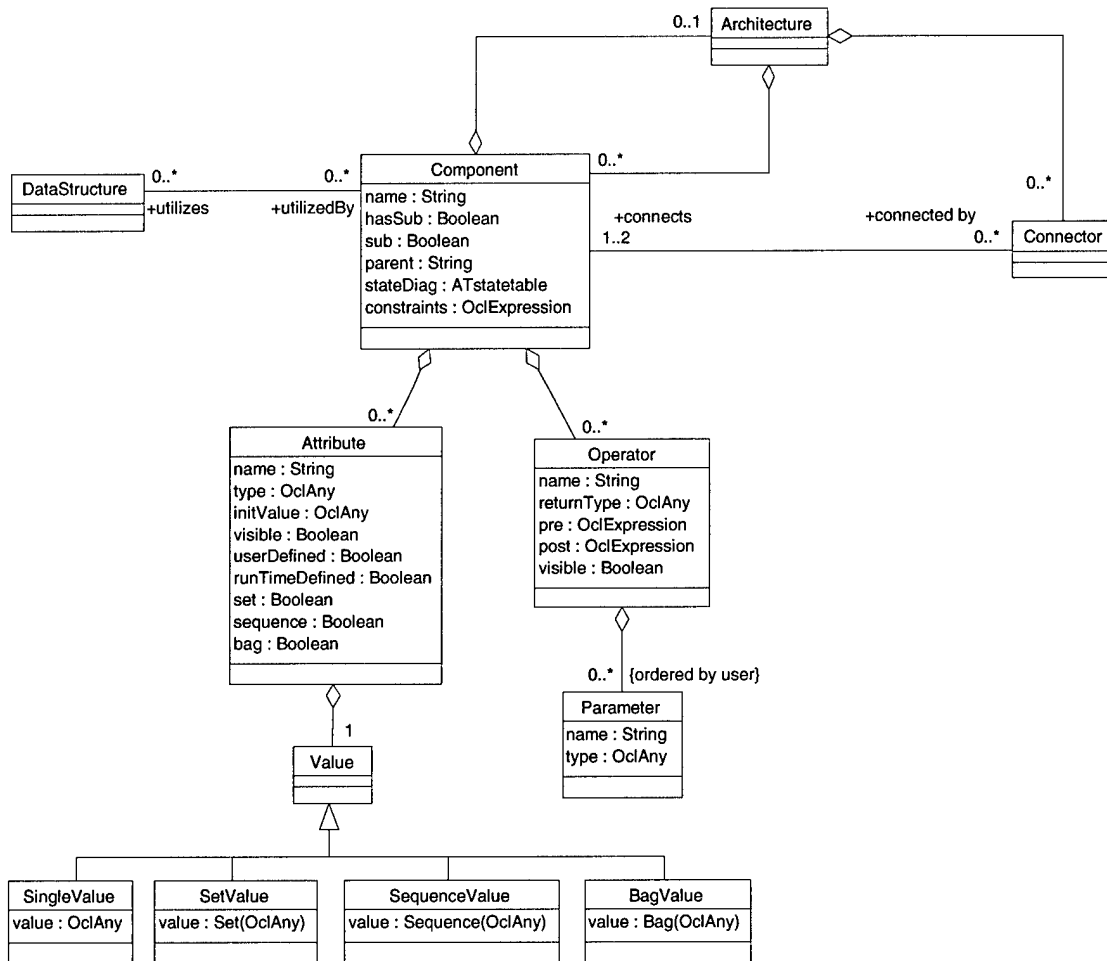 0..1
Architecture
0..*
Component
name : String
hasSub : Boolean
sub : Boolean
parent : String
stateDiag : ATstatetable
constraints : OclExpression
DataStructure
0..*
+utilizes
0..*
+utilizedBy
0..*
+connects
1..2
+connected by
0..*
Connector
0..*
Attribute
name : String
type : OclAny
initValue : OclAny
visible : Boolean
userDefined : Boolean
runTimeDefined : Boolean
set : Boolean
sequence : Boolean
bag : Boolean
0..*
Operator
name : String
returnType : OclAny
pre : OclExpression
post : OclExpression
visible : Boolean
0..* {ordered by user}
Parameter
name : String
type : OclAny
1
Value
SingleValue
value : OclAny
SetValue
value : Set(OclAny)
SequenceValue
value : Sequence(OclAny)
BagValue
value : Bag(OclAny)